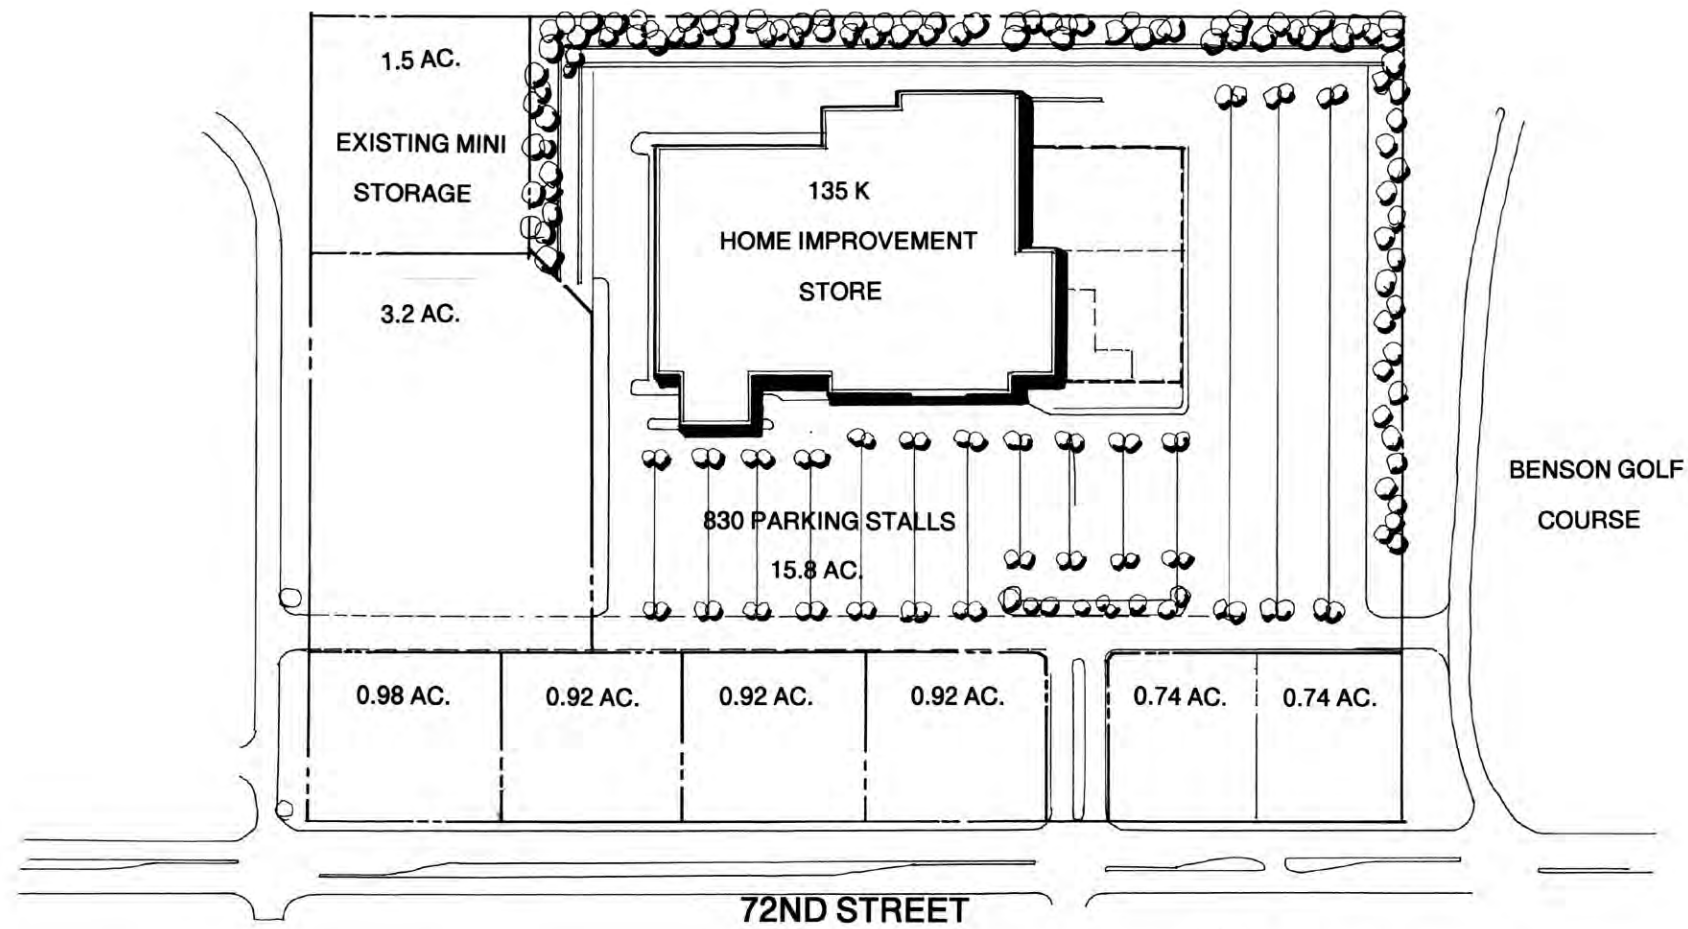 1.5 AC.
EXISTING MINI
STORAGE
3.2 AC.
135 K
HOME IMPROVEMENT
STORE
BENSON GOLF
COURSE
830 PARKING STALLS
15.8 AC.
0.98 AC.
0.92 AC.
0.92 AC.
0.92 AC.
0.74 AC.
0.74 AC.
72ND STREET